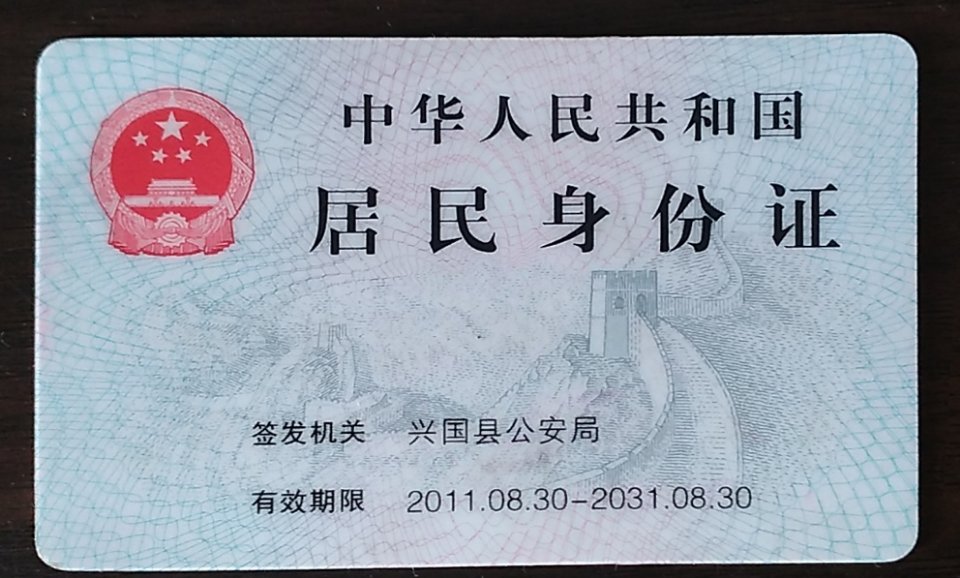 中华人民共和国
居民身份证
签发机关 兴国县公安局
有效期限 2011.08.30-2031.08.30